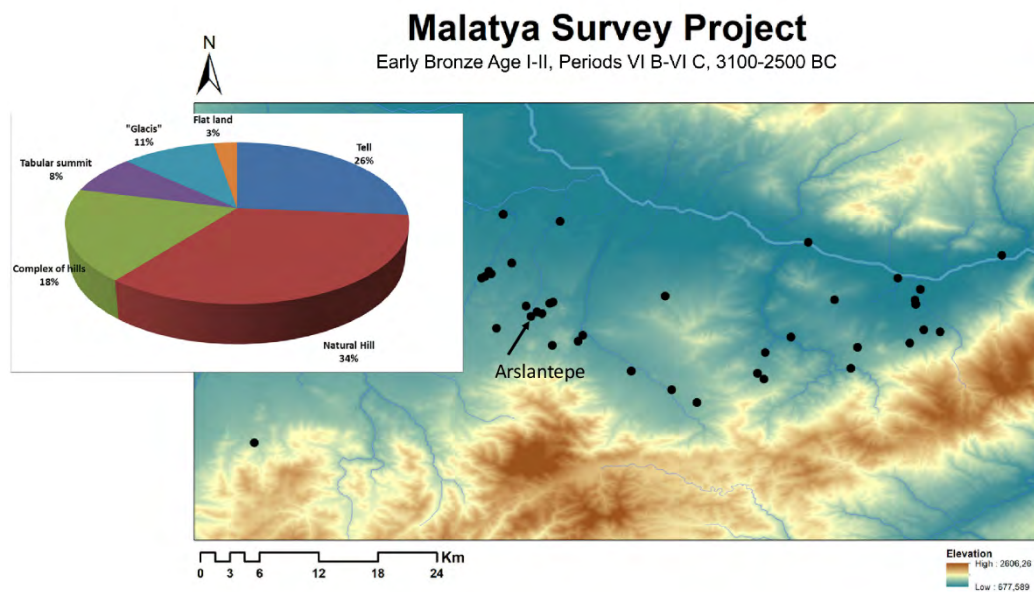 Malatya Survey Project
Early Bronze Age I-II, Periods VI B-VI C, 3100-2500 BC
N
Flat land
3%
"Glacis"
11%
Tell
26%
Tabular summit
8%
Complex of hills
18%
Natural Hill
34%
Arslantepe
Km
0 3 6 12 18 24
Elevation
High : 2606,26
Low : 677,589